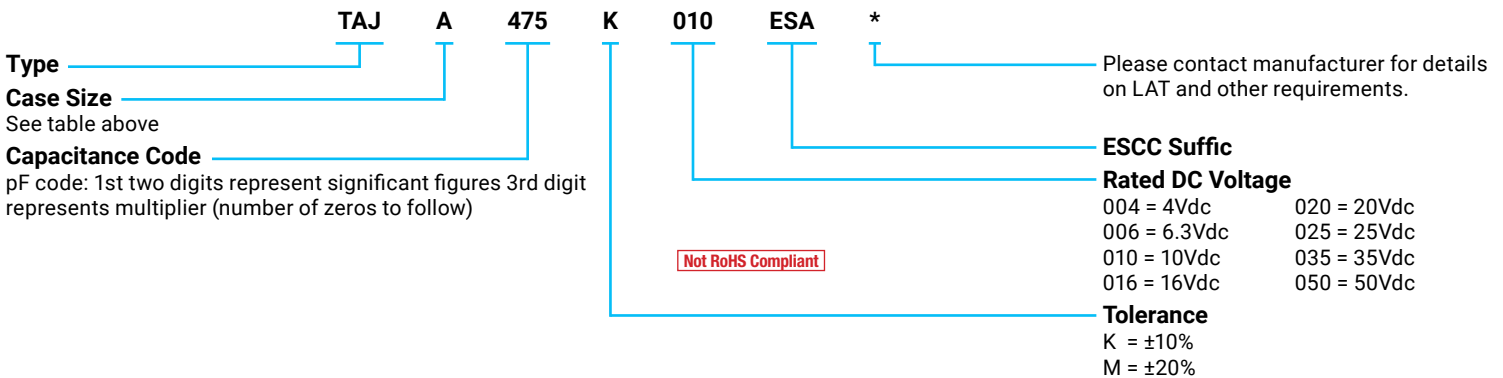 TAJ A 475 K 010 ESA *
Type
Case Size
See table above
Capacitance Code
pF code: 1st two digits represent significant figures 3rd digit
represents multiplier (number of zeros to follow)
Not RoHS Compliant
Please contact manufacturer for details
on LAT and other requirements.
ESCC Suffic
Rated DC Voltage
004 = 4Vdc 020 = 20Vdc
006 = 6.3Vdc 025 = 25Vdc
010 = 10Vdc 035 = 35Vdc
016 = 16Vdc 050 = 50Vdc
Tolerance
K = ±10%
M = ±20%